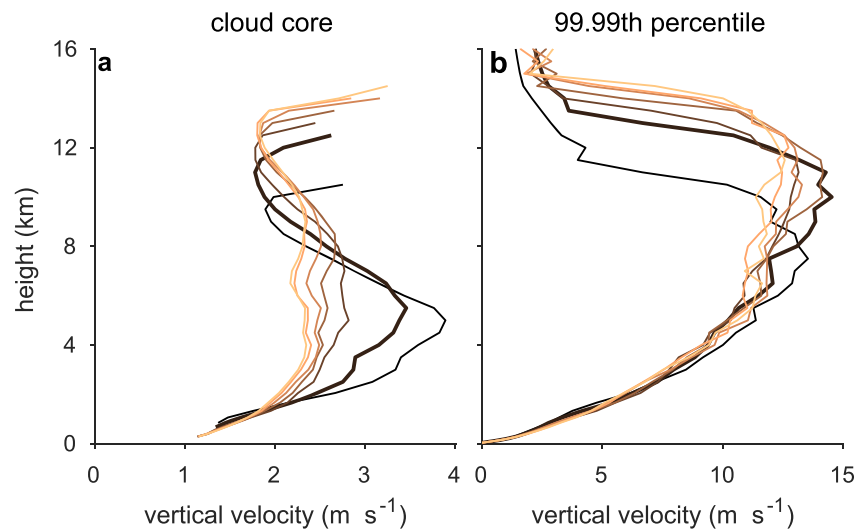 cloud core
99.99th percentile
a
b
height (km)
16
12
8
4
0
0
1
2
3
4
0
5
10
15
vertical velocity (m s⁻¹)
vertical velocity (m s⁻¹)